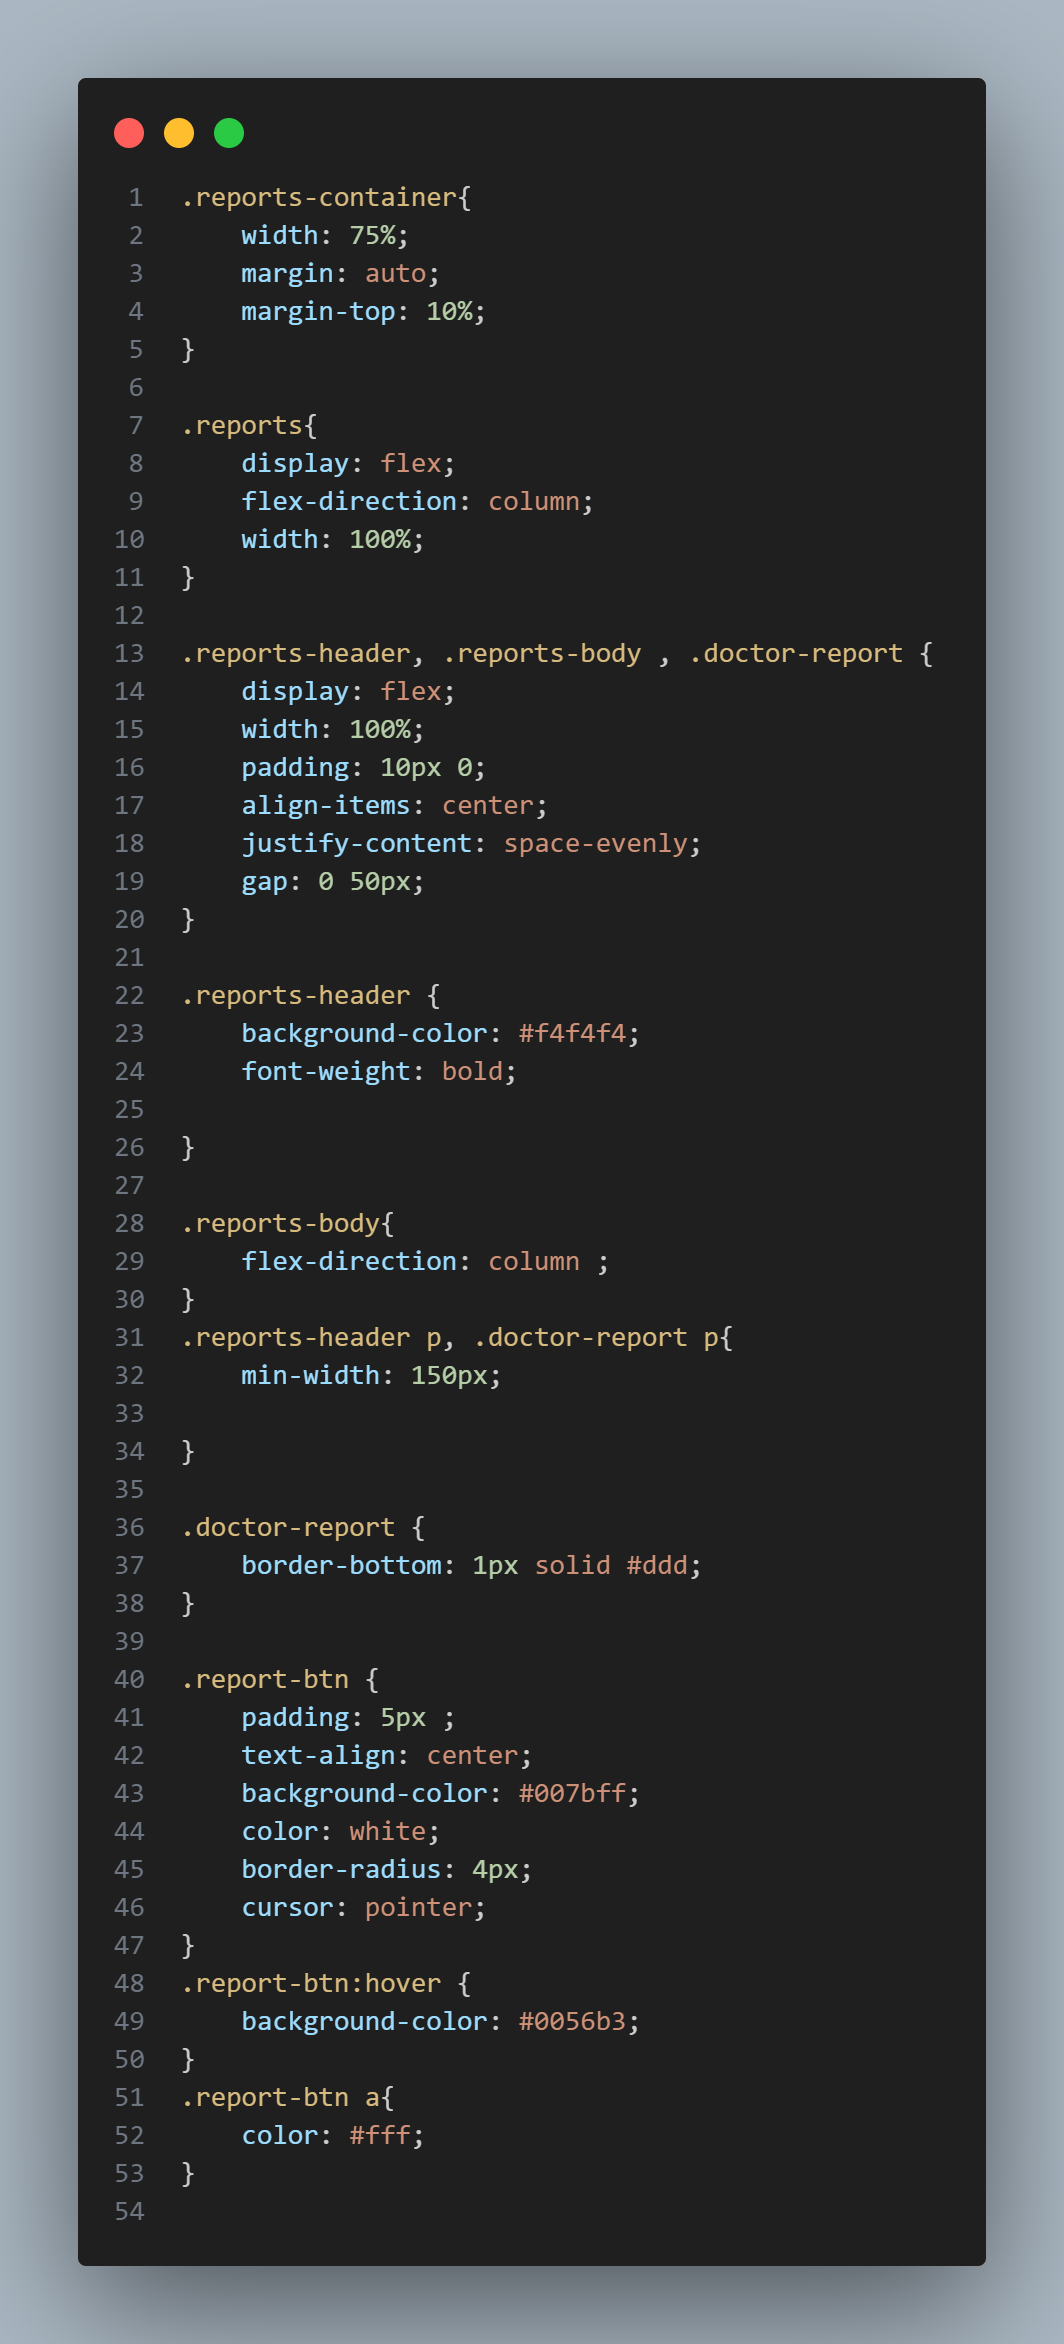 1 .reports-container{
2     width: 75%;
3     margin: auto;
4     margin-top: 10%;
5 }
6
7 .reports{
8     display: flex;
9     flex-direction: column;
10     width: 100%;
11 }
12
13 .reports-header, .reports-body , .doctor-report {
14     display: flex;
15     width: 100%;
16     padding: 10px 0;
17     align-items: center;
18     justify-content: space-evenly;
19     gap: 0 50px;
20 }
21
22 .reports-header {
23     background-color: #f4f4f4;
24     font-weight: bold;
25
26 }
27
28 .reports-body{
29     flex-direction: column ;
30 }
31 .reports-header p, .doctor-report p{
32     min-width: 150px;
33
34 }
35
36 .doctor-report {
37     border-bottom: 1px solid #ddd;
38 }
39
40 .report-btn {
41     padding: 5px ;
42     text-align: center;
43     background-color: #007bff;
44     color: white;
45     border-radius: 4px;
46     cursor: pointer;
47 }
48 .report-btn:hover {
49     background-color: #0056b3;
50 }
51 .report-btn a{
52     color: #fff;
53 }
54